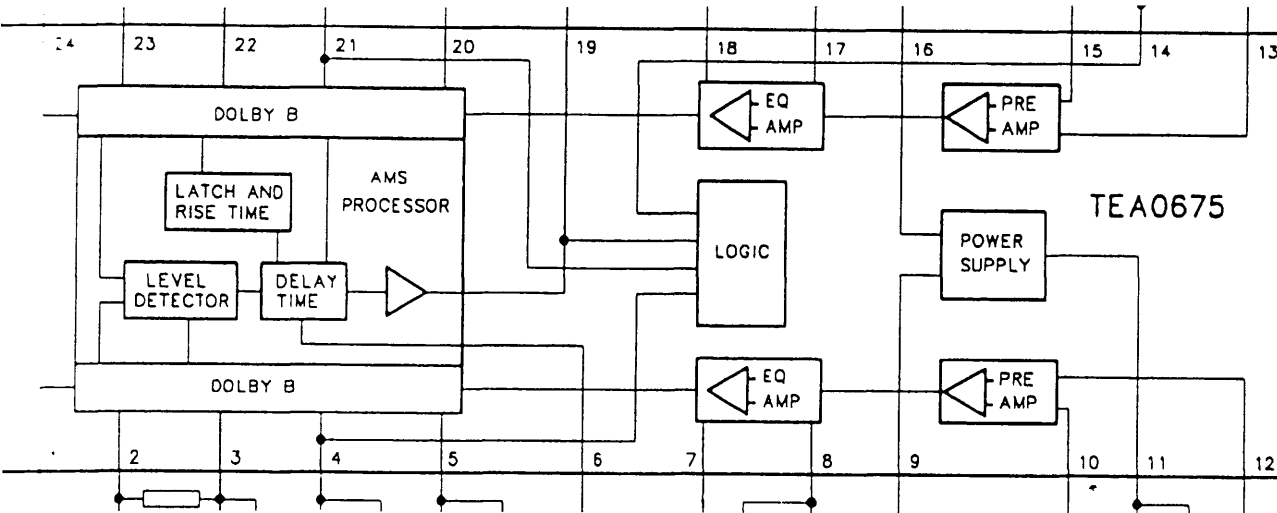 23 22 21 20 19 18 17 16 15 14 13
DOLBY B
EQ
AMP
PRE
AMP
LATCH AND
RISE TIME
AMS
PROCESSOR
TEA0675
LOGIC
POWER
SUPPLY
LEVEL
DETECTOR
DELAY
TIME
DOLBY B
EQ
AMP
PRE
AMP
2 3 4 5 6 7 8 9 10 11 12